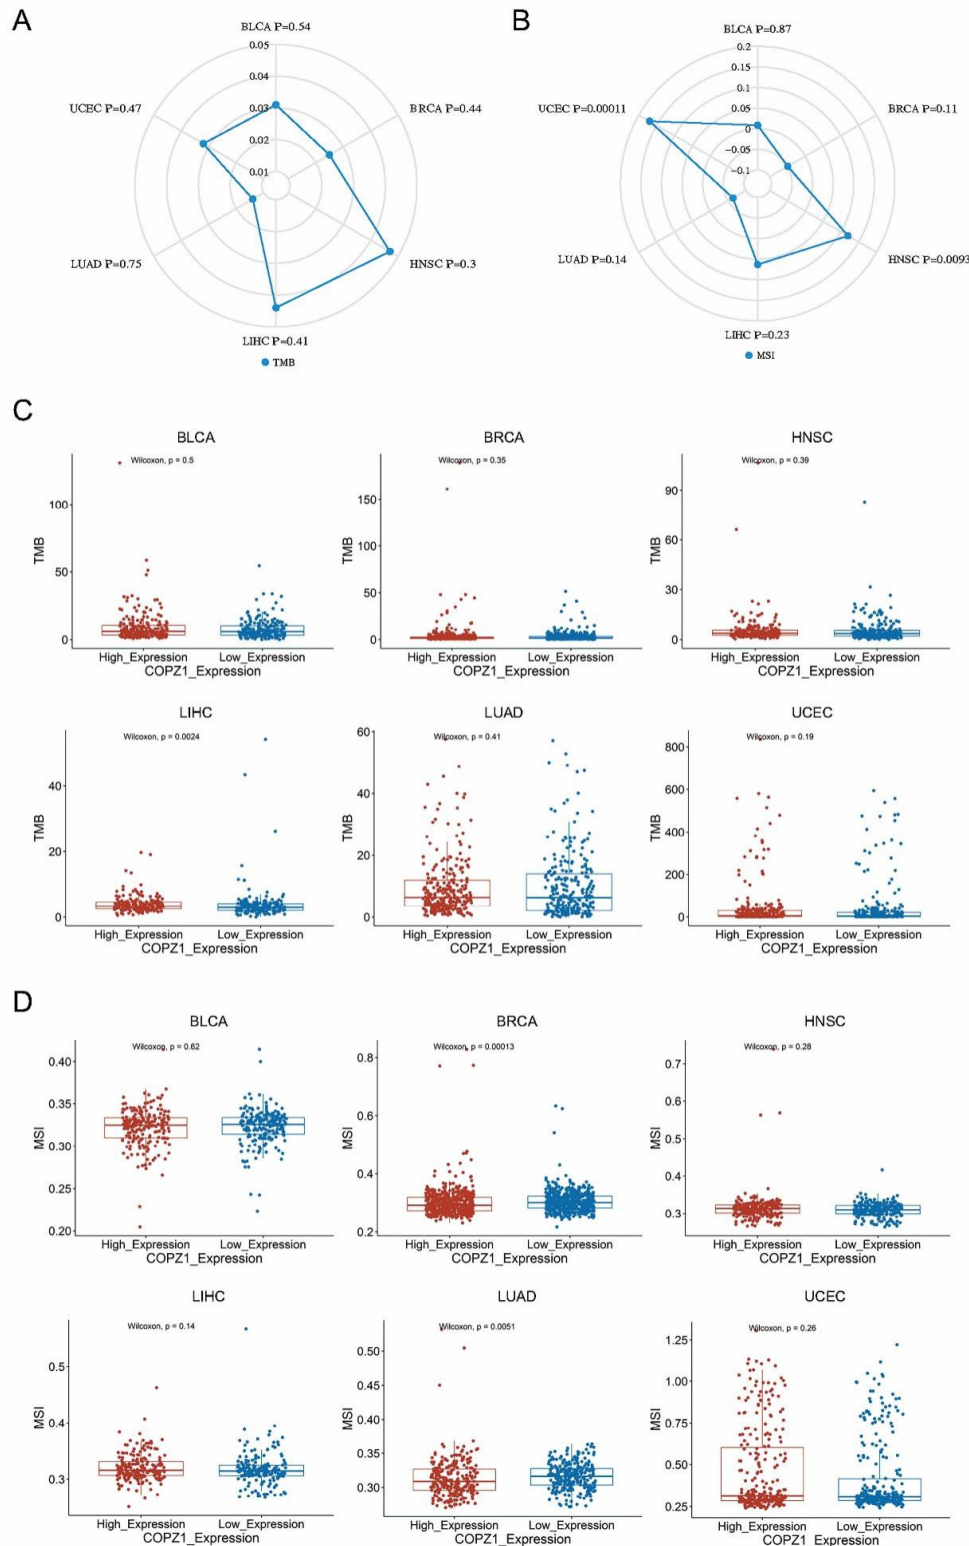 A
B
BLCA P=0.54
0.05
0.04
0.03
0.02
0.01
UCEC P=0.47
BRCA P=0.44
LUAD P=0.75
HNSC P=0.3
LIHC P=0.41
TMB
BLCA P=0.87
0.2
0.15
0.1
0.05
0
−0.05
−0.1
UCEC P=0.00011
BRCA P=0.11
LUAD P=0.14
HNSC P=0.0093
LIHC P=0.23
MSI
C
BLCA
Wilcoxon, p = 0.5
TMB
100
50
0
High_Expression Low_Expression
COPZ1_Expression
BRCA
Wilcoxon, p = 0.35
TMB
150
100
50
0
High_Expression Low_Expression
COPZ1_Expression
HNSC
Wilcoxon, p = 0.39
TMB
90
60
30
0
High_Expression Low_Expression
COPZ1_Expression
LIHC
Wilcoxon, p = 0.0024
TMB
40
20
0
High_Expression Low_Expression
COPZ1_Expression
LUAD
Wilcoxon, p = 0.41
TMB
60
40
20
0
High_Expression Low_Expression
COPZ1_Expression
UCEC
Wilcoxon, p = 0.19
TMB
800
600
400
200
0
High_Expression Low_Expression
COPZ1_Expression
D
BLCA
Wilcoxon, p = 0.62
MSI
0.40
0.35
0.30
0.25
0.20
High_Expression Low_Expression
COPZ1_Expression
BRCA
Wilcoxon, p = 0.00013
MSI
0.8
0.6
0.4
0.2
High_Expression Low_Expression
COPZ1_Expression
HNSC
Wilcoxon, p = 0.28
MSI
0.7
0.6
0.5
0.4
0.3
High_Expression Low_Expression
COPZ1_Expression
LIHC
Wilcoxon, p = 0.14
MSI
0.5
0.4
0.3
High_Expression Low_Expression
COPZ1_Expression
LUAD
Wilcoxon, p = 0.0051
MSI
0.50
0.45
0.40
0.35
0.30
High_Expression Low_Expression
COPZ1_Expression
UCEC
Wilcoxon, p = 0.26
MSI
1.25
1.00
0.75
0.50
0.25
High_Expression Low_Expression
COPZ1_Expression